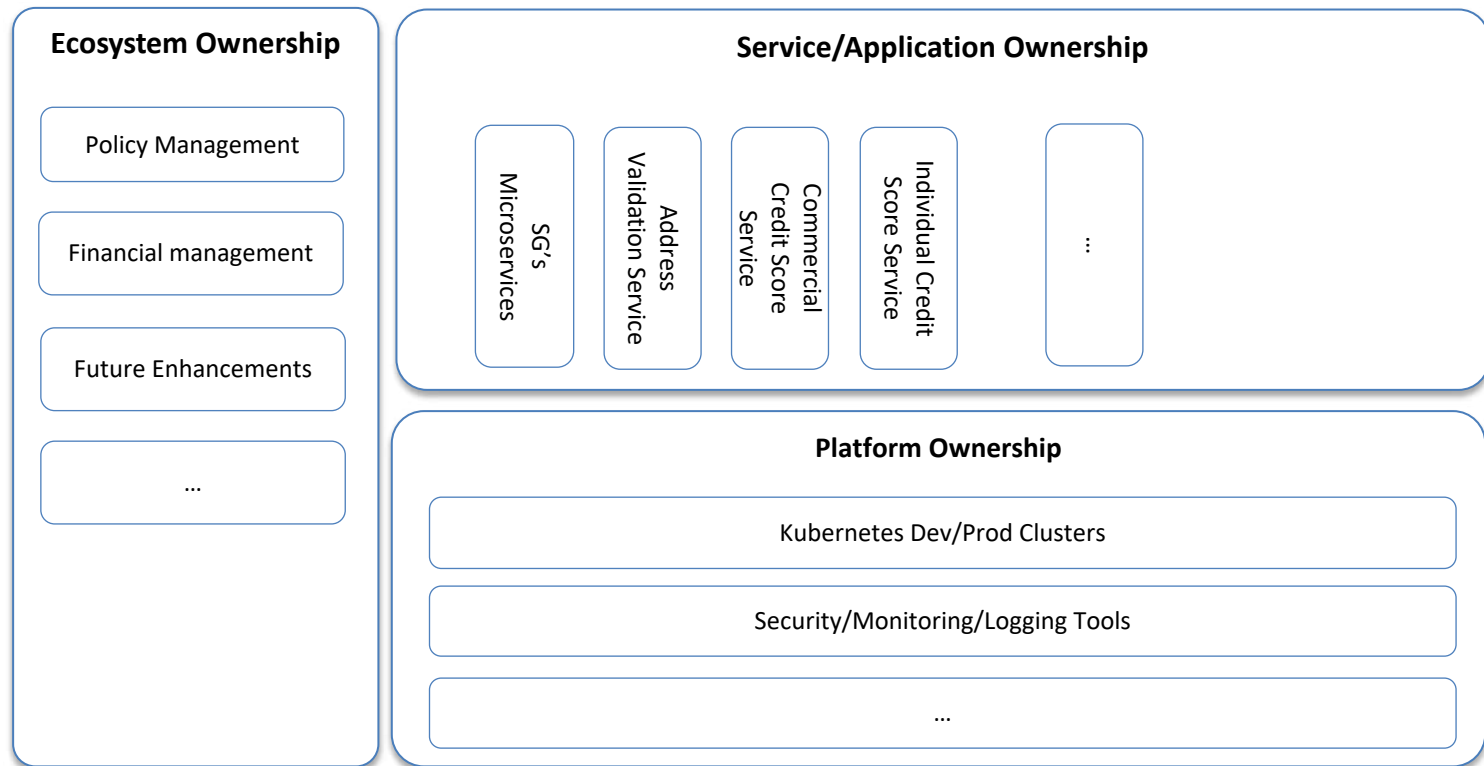 Ecosystem Ownership
Policy Management
Financial management
Future Enhancements
...
Service/Application Ownership
SG's
Microservices
Address
Validation Service
Commercial
Credit Score
Service
Individual Credit
Score Service
...
Platform Ownership
Kubernetes Dev/Prod Clusters
Security/Monitoring/Logging Tools
...